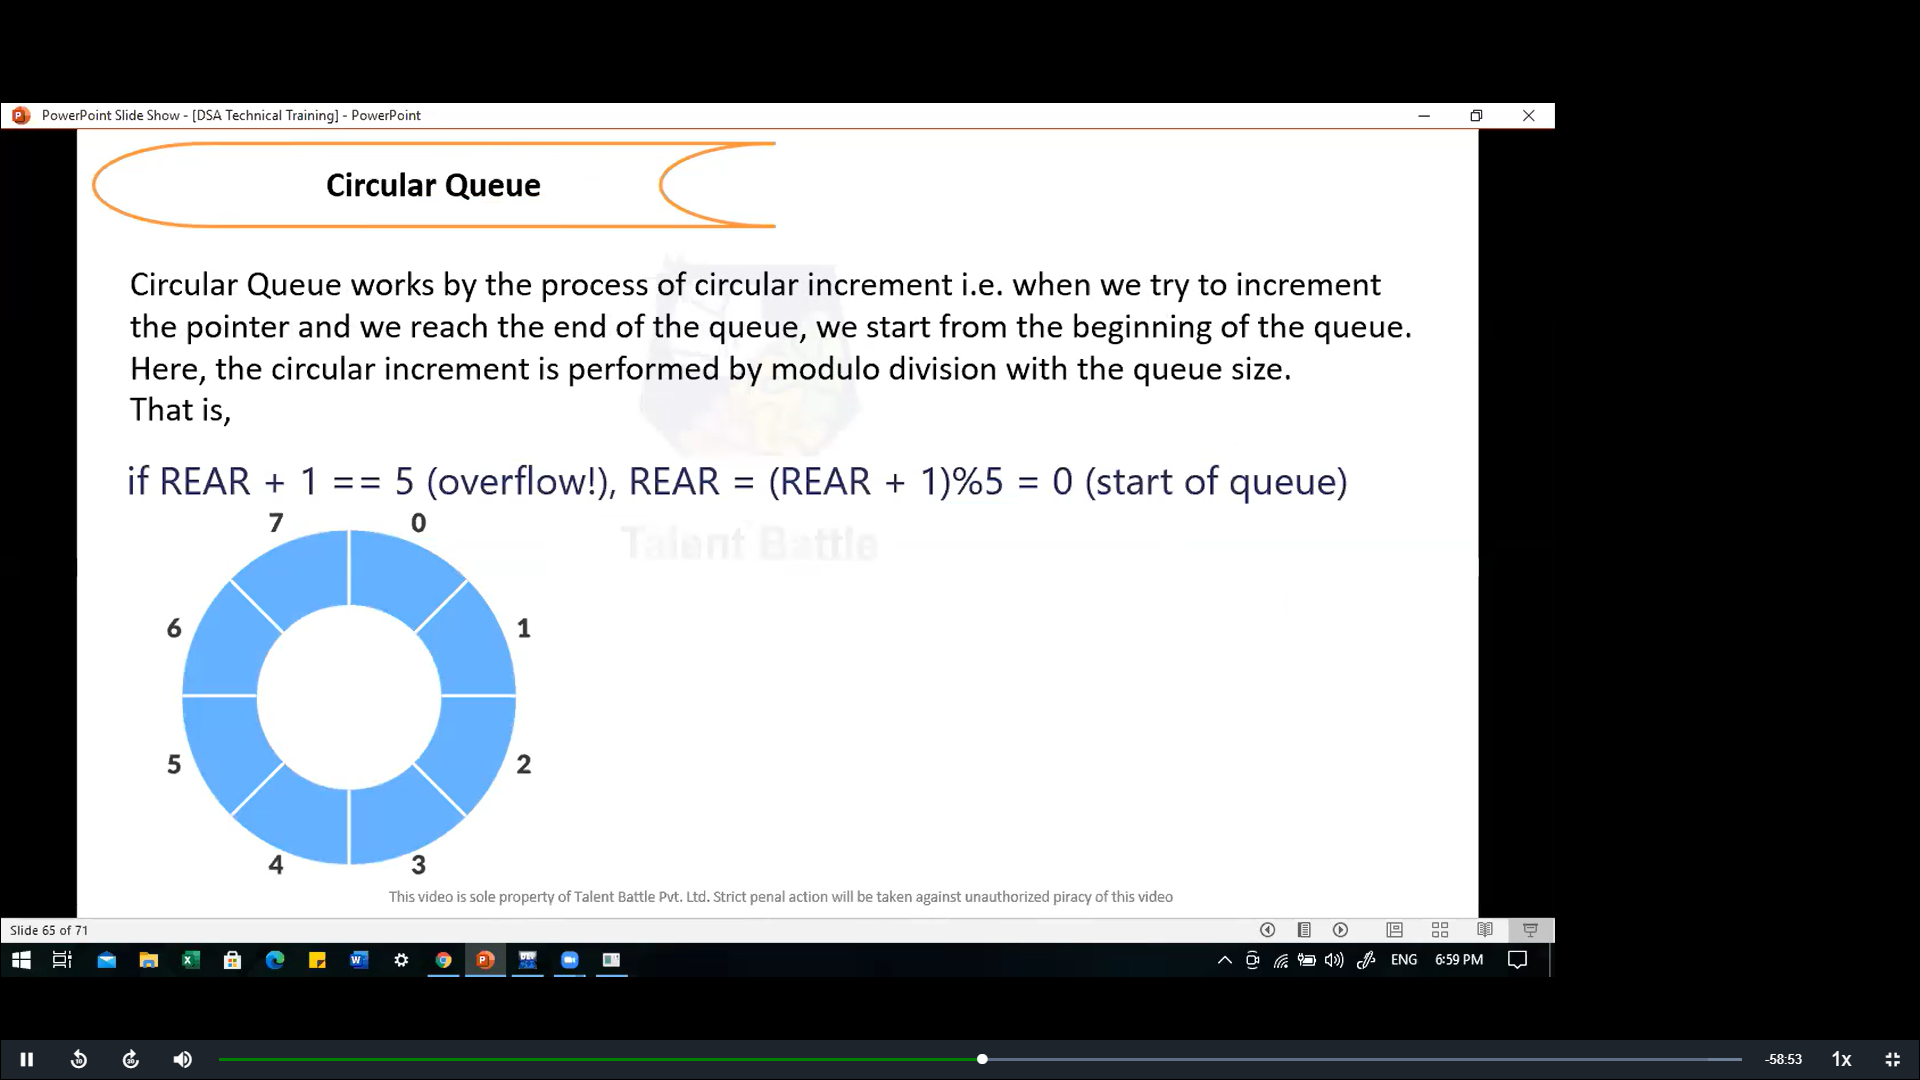 PowerPoint Slide Show - [DSA Technical Training] - PowerPoint
Circular Queue
Circular Queue works by the process of circular increment i.e. when we try to increment
the pointer and we reach the end of the queue, we start from the beginning of the queue.
Here, the circular increment is performed by modulo division with the queue size.
That is,
if REAR + 1 == 5 (overflow!), REAR = (REAR + 1)%5 = 0 (start of queue)
Talent Battle
7 0
6 1
5 2
4 3
This video is sole property of Talent Battle Pvt. Ltd. Strict penal action will be taken against unauthorized piracy of this video
Slide 65 of 71
ENG 6:59 PM
-58:53 1x